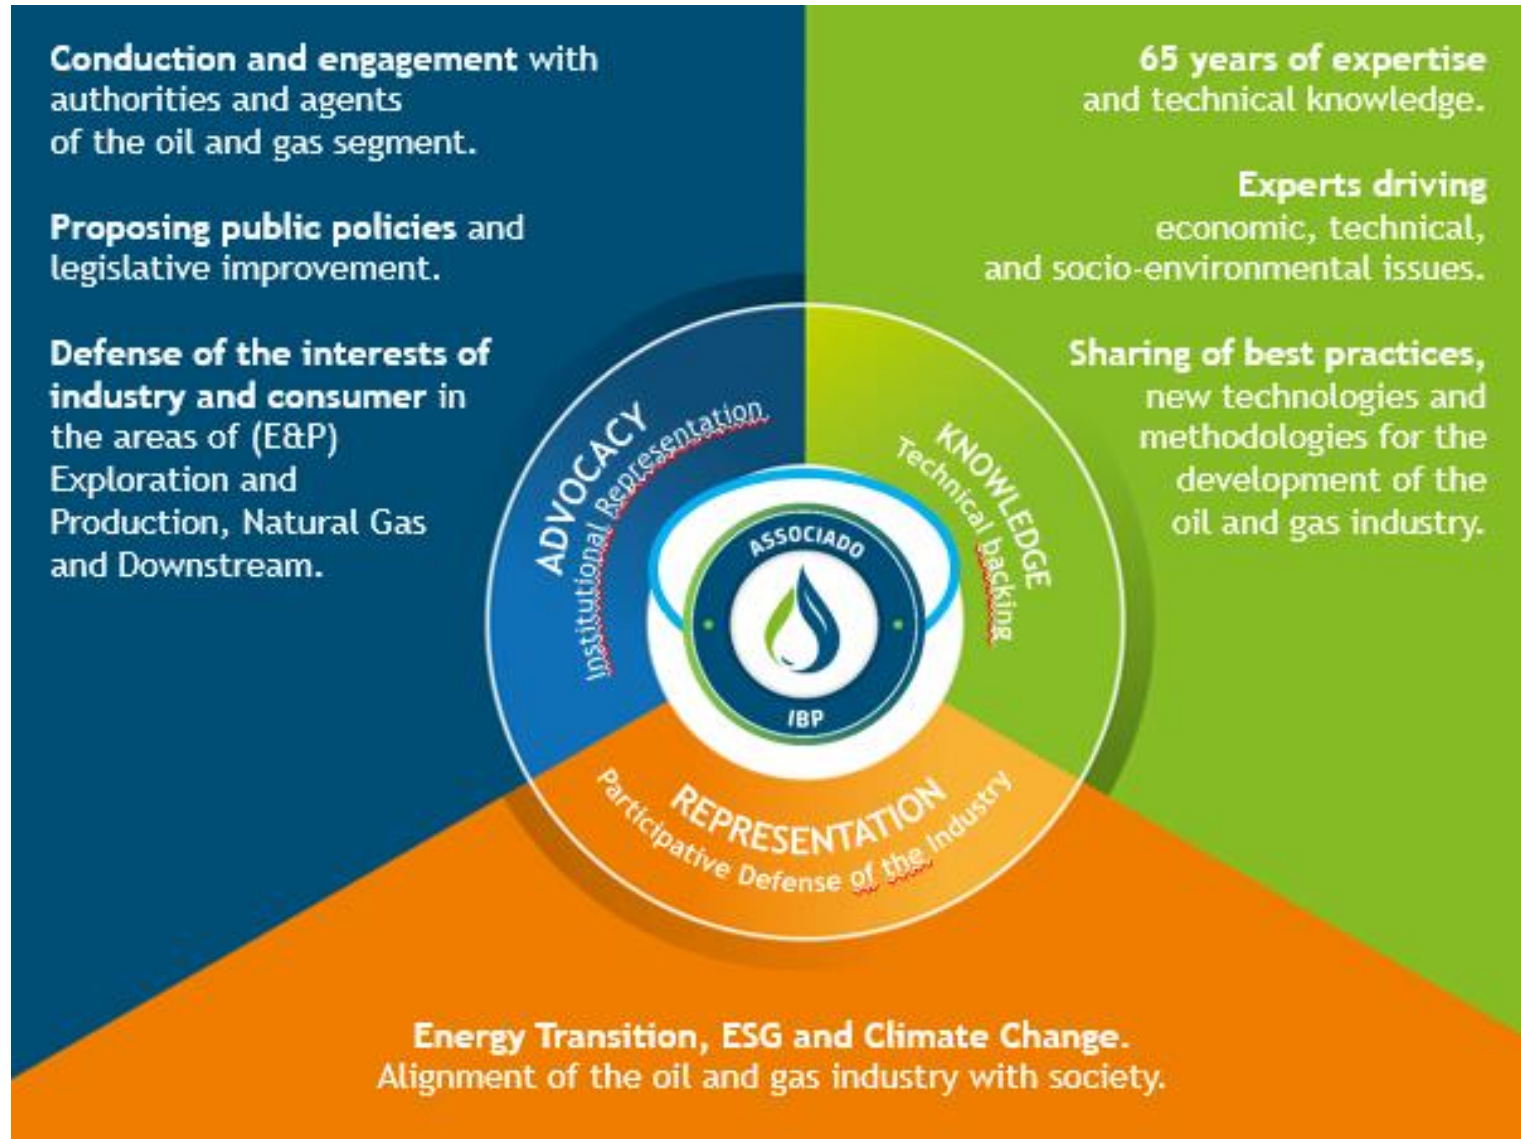 Conduction and engagement with
authorities and agents
of the oil and gas segment.
Proposing public policies and
legislative improvement.
Defense of the interests of
industry and consumer in
the areas of (E&P)
Exploration and
Production, Natural Gas
and Downstream.
65 years of expertise
and technical knowledge.
Experts driving
economic, technical,
and socio-environmental issues.
Sharing of best practices,
new technologies and
methodologies for the
development of the
oil and gas industry.
ADVOCACY
Institutional Representation
KNOWLEDGE
Technical backing
ASSOCIADO
IBP
REPRESENTATION
Participative Defense of the Industry
Energy Transition, ESG and Climate Change.
Alignment of the oil and gas industry with society.